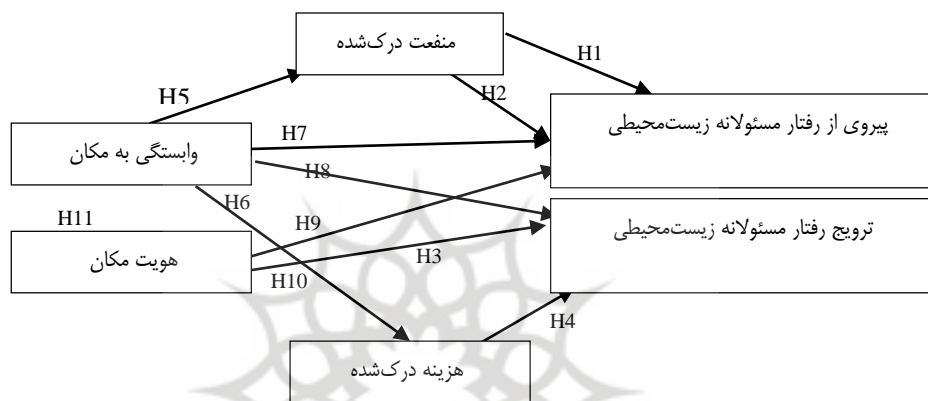 منفعت درک‌شده
H1
H2
H5
پیروی از رفتار مسئولانه زیست‌محیطی
وابستگی به مکان
H7
H8
H6
H11
H9
ترویج رفتار مسئولانه زیست‌محیطی
هویت مکان
H3
H10
H4
هزینه درک‌شده